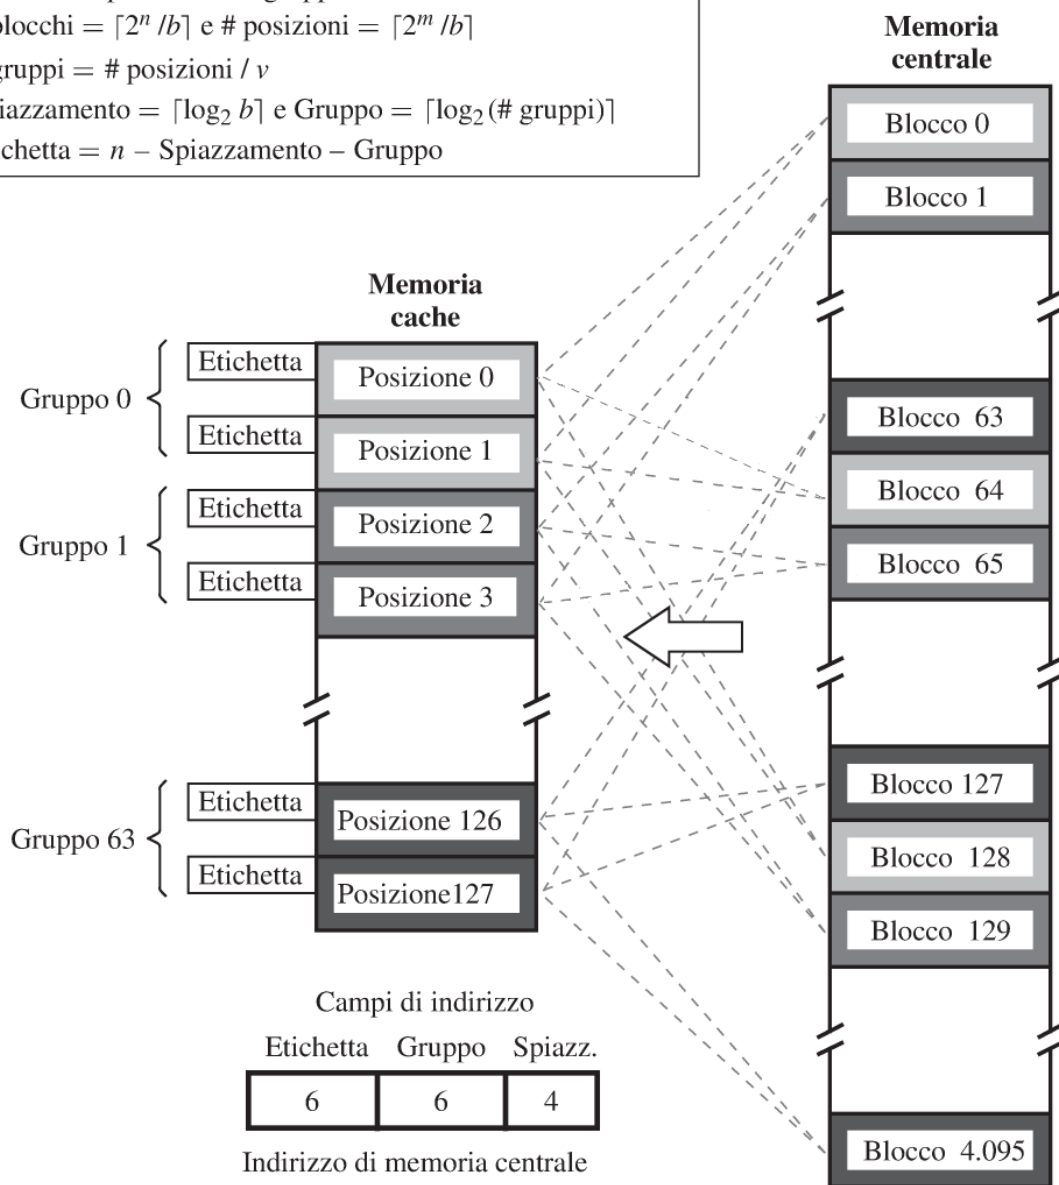 blocchi = ⌈2ⁿ /b⌉ e # posizioni = ⌈2ᵐ /b⌉
gruppi = # posizioni / v
iazzamento = ⌈log₂ b⌉ e Gruppo = ⌈log₂ (# gruppi)⌉
chetta = n – Spiazzamento – Gruppo
Memoria
centrale
Blocco 0
Blocco 1
Blocco 63
Blocco 64
Blocco 65
Blocco 127
Blocco 128
Blocco 129
Blocco 4.095
Memoria
cache
Gruppo 0
Etichetta
Posizione 0
Etichetta
Posizione 1
Gruppo 1
Etichetta
Posizione 2
Etichetta
Posizione 3
Gruppo 63
Etichetta
Posizione 126
Etichetta
Posizione127
Campi di indirizzo
Etichetta Gruppo Spiazz.
6 6 4
Indirizzo di memoria centrale